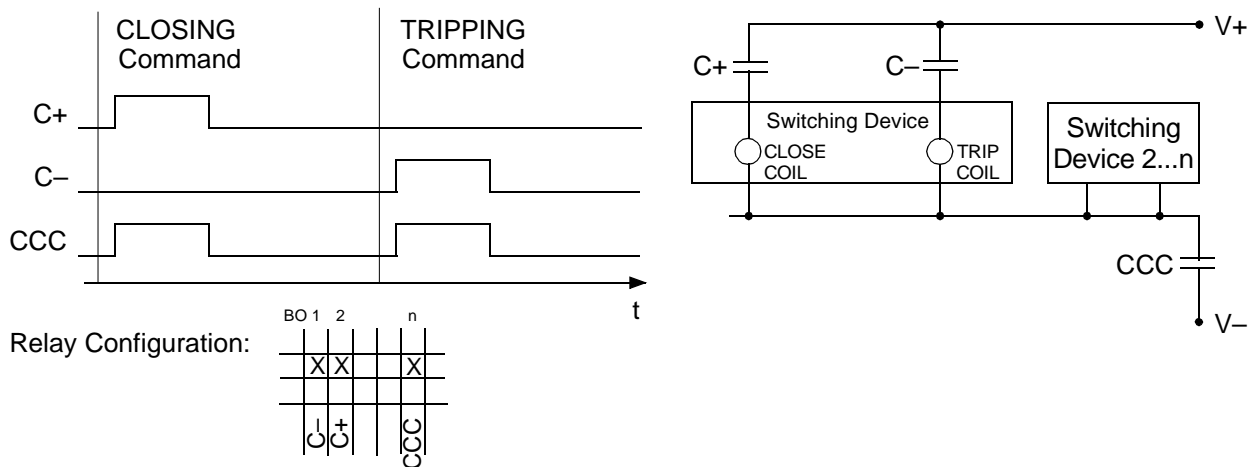 CLOSING
Command
TRIPPING
Command
C+
C–
CCC
t
Relay Configuration:
BO 1 2 n
X X X
C– C+ CCC
V+
C+
C–
Switching Device
CLOSE
COIL
TRIP
COIL
Switching
Device 2...n
CCC
V–